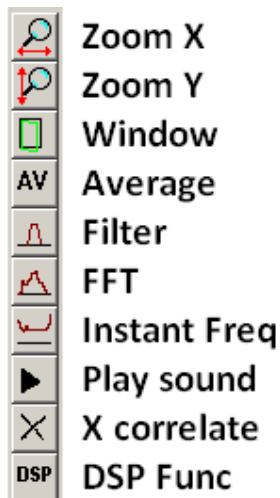 Zoom X
Zoom Y
Window
AV Average
Filter
FFT
Instant Freq
Play sound
X correlate
DSP DSP Func